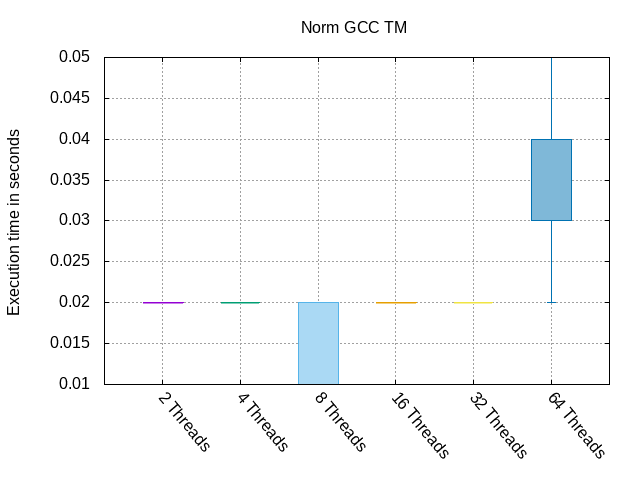 Norm GCC TM
Execution time in seconds
0.05
0.045
0.04
0.035
0.03
0.025
0.02
0.015
0.01
2 Threads
4 Threads
8 Threads
16 Threads
32 Threads
64 Threads